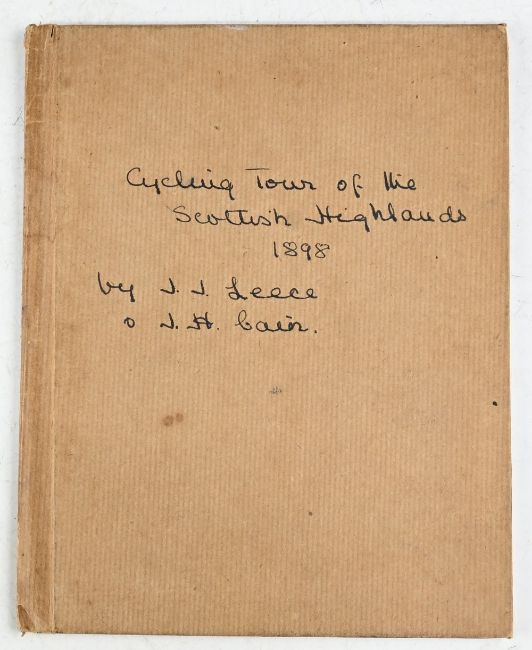 Cycling Tour of the
Scottish Highlands
1898
by J. J. Leece
o J. H. Cain.